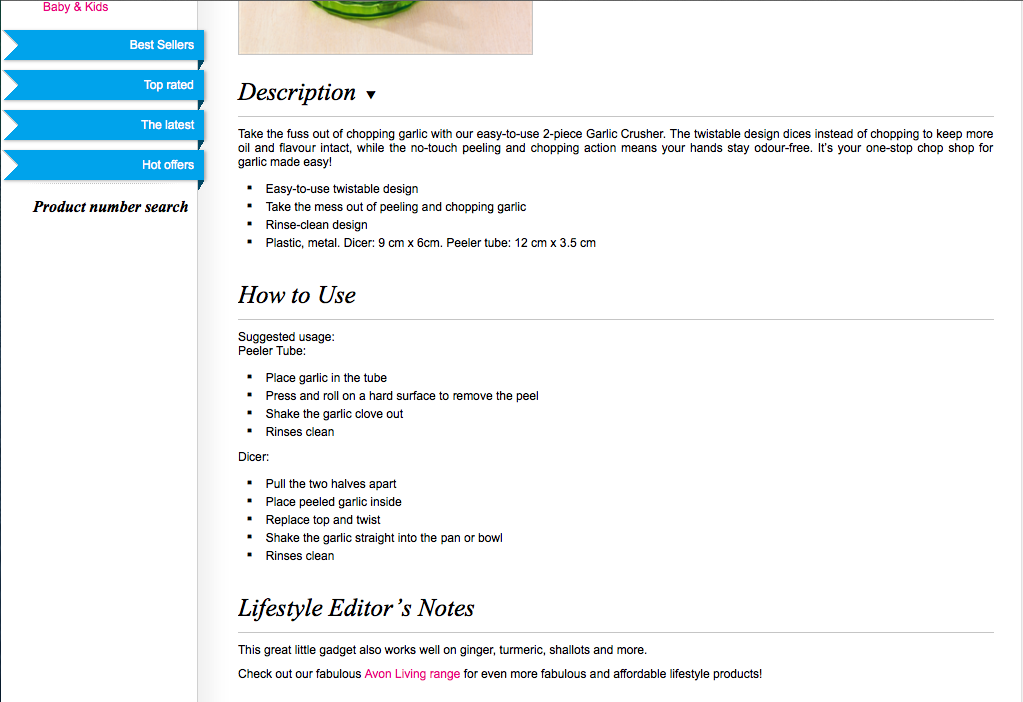 Baby & Kids
Best Sellers
Top rated
The latest
Hot offers
Product number search
Description ▼
Take the fuss out of chopping garlic with our easy-to-use 2-piece Garlic Crusher. The twistable design dices instead of chopping to keep more
oil and flavour intact, while the no-touch peeling and chopping action means your hands stay odour-free. It's your one-stop chop shop for
garlic made easy!
▪ Easy-to-use twistable design
▪ Take the mess out of peeling and chopping garlic
▪ Rinse-clean design
▪ Plastic, metal. Dicer: 9 cm x 6cm. Peeler tube: 12 cm x 3.5 cm
How to Use
Suggested usage:
Peeler Tube:
▪ Place garlic in the tube
▪ Press and roll on a hard surface to remove the peel
▪ Shake the garlic clove out
▪ Rinses clean
Dicer:
▪ Pull the two halves apart
▪ Place peeled garlic inside
▪ Replace top and twist
▪ Shake the garlic straight into the pan or bowl
▪ Rinses clean
Lifestyle Editor's Notes
This great little gadget also works well on ginger, turmeric, shallots and more.
Check out our fabulous Avon Living range for even more fabulous and affordable lifestyle products!